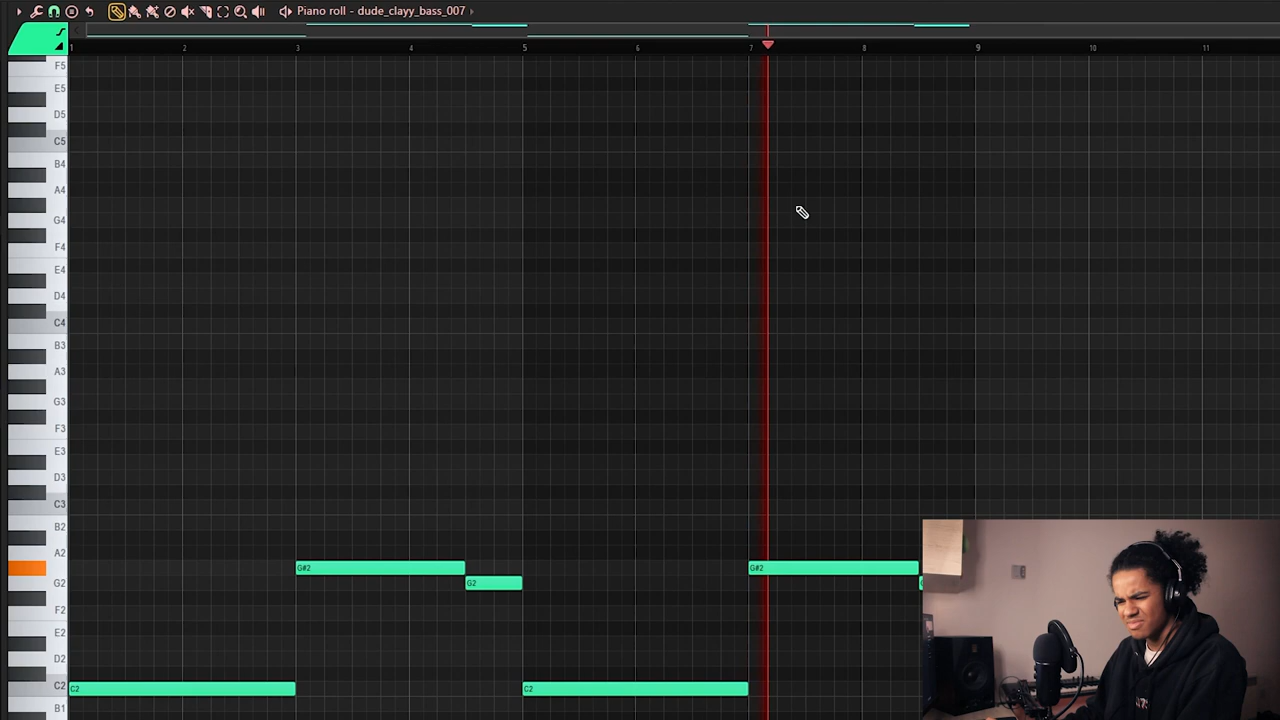 Piano roll - dude_clayy_bass_007
1 2 3 4 5 6 7 8 9 10 11
F5
E5
D5
C5
B4
A4
G4
F4
E4
D4
C4
B3
A3
G3
F3
E3
D3
C3
B2
A2
G#2 G#2
G2 G2
F2
E2
D2
C2 C2 C2
B1